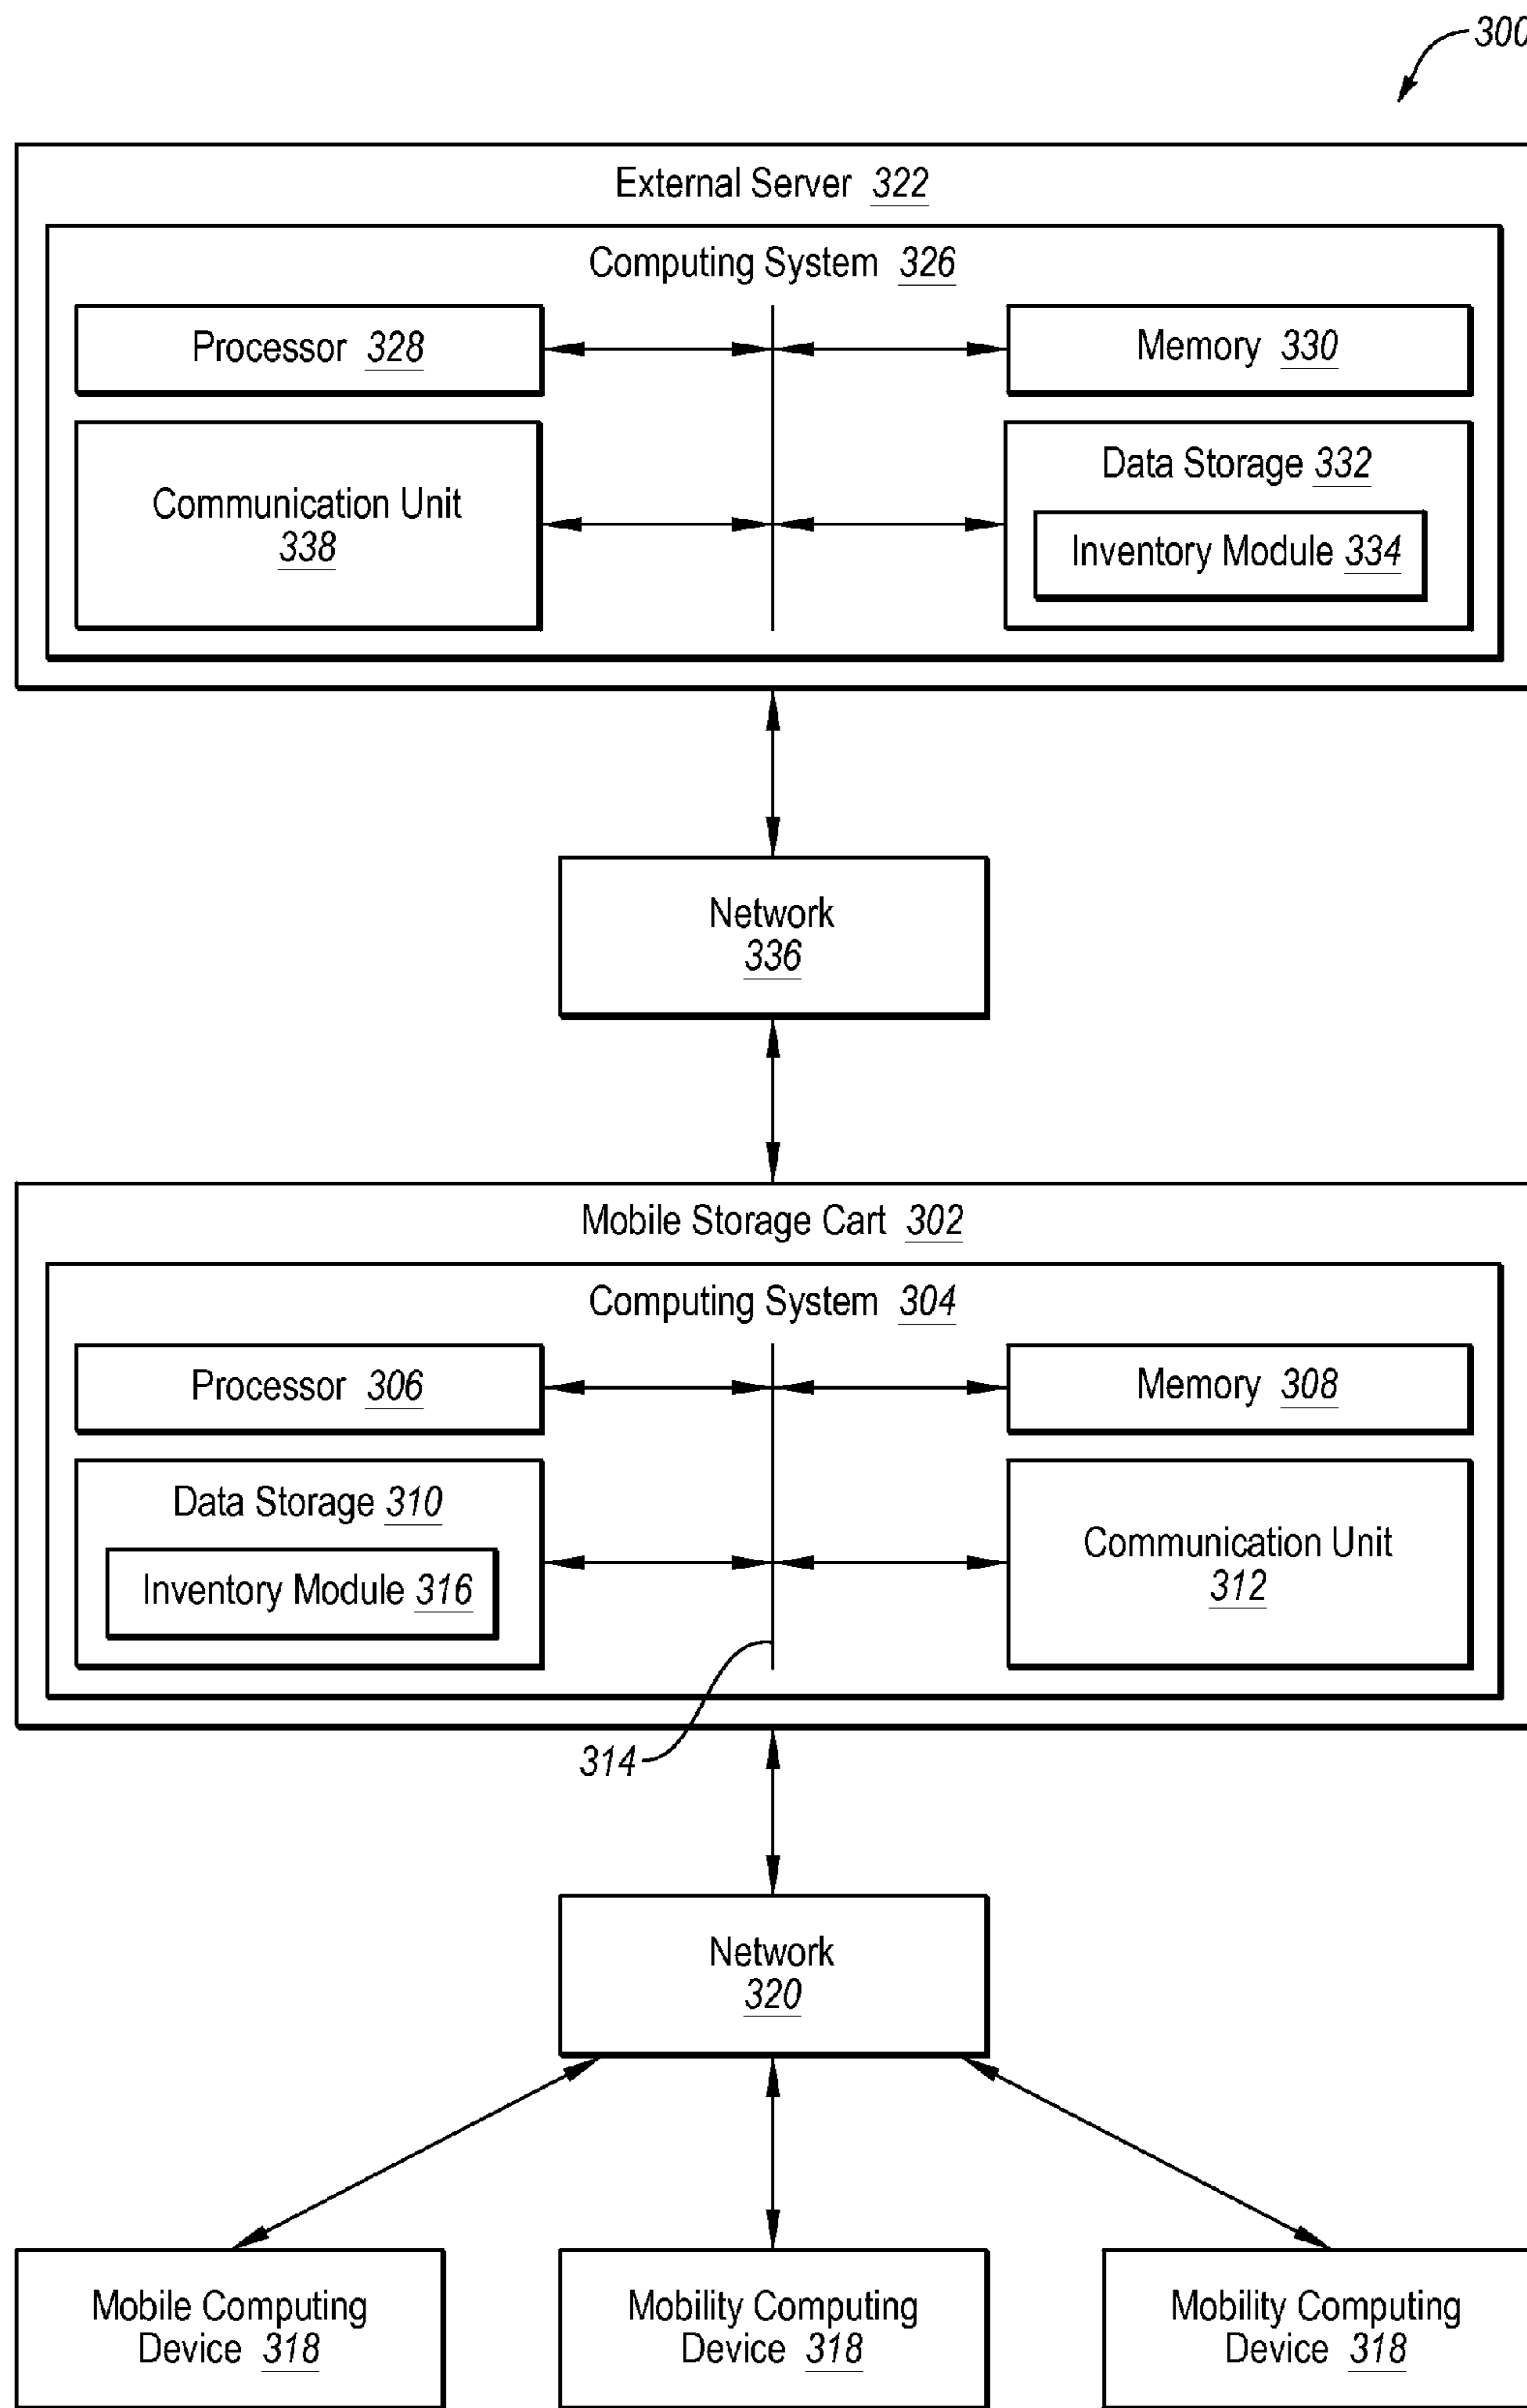 300
External Server 322
Computing System 326
Processor 328
Memory 330
Communication Unit
338
Data Storage 332
Inventory Module 334
Network
336
Mobile Storage Cart 302
Computing System 304
Processor 306
Memory 308
Data Storage 310
Inventory Module 316
Communication Unit
312
314
Network
320
Mobile Computing
Device 318
Mobility Computing
Device 318
Mobility Computing
Device 318